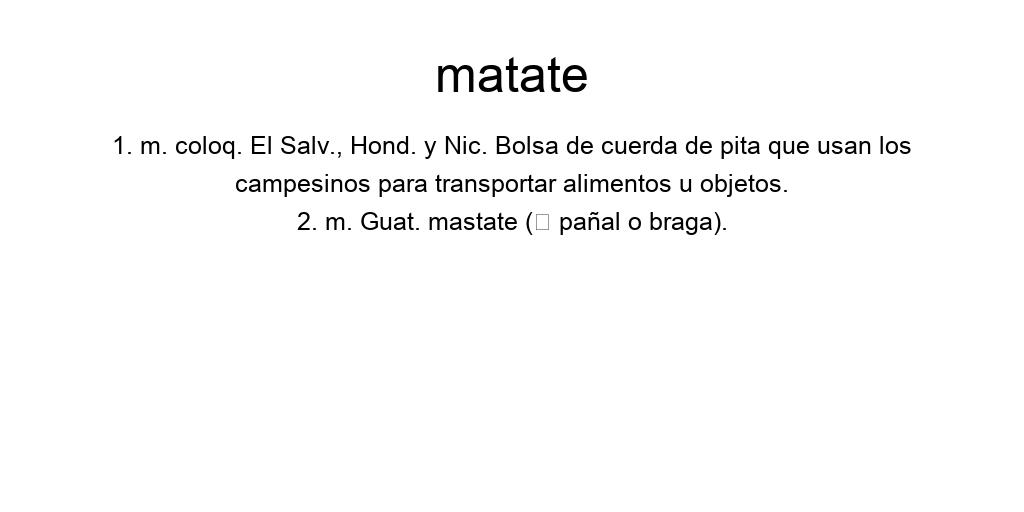 matate
1. m. coloq. El Salv., Hond. y Nic. Bolsa de cuerda de pita que usan los
campesinos para transportar alimentos u objetos.
2. m. Guat. mastate (□ pañal o braga).